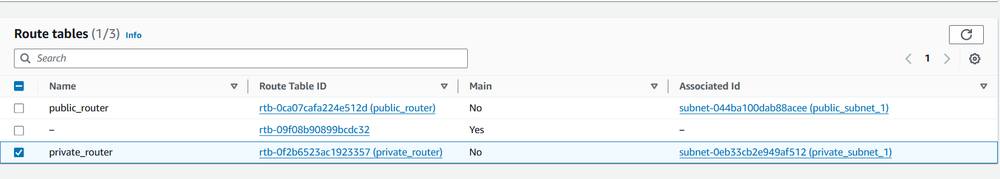 Route tables (1/3) Info
Search
1
Name Route Table ID Main Associated Id
public_router rtb-0ca07cafa224e512d (public_router) No subnet-044ba100dab88acee (public_subnet_1)
– rtb-09f08b90899bcdc32 Yes –
private_router rtb-0f2b6523ac1923357 (private_router) No subnet-0eb33cb2e949af512 (private_subnet_1)